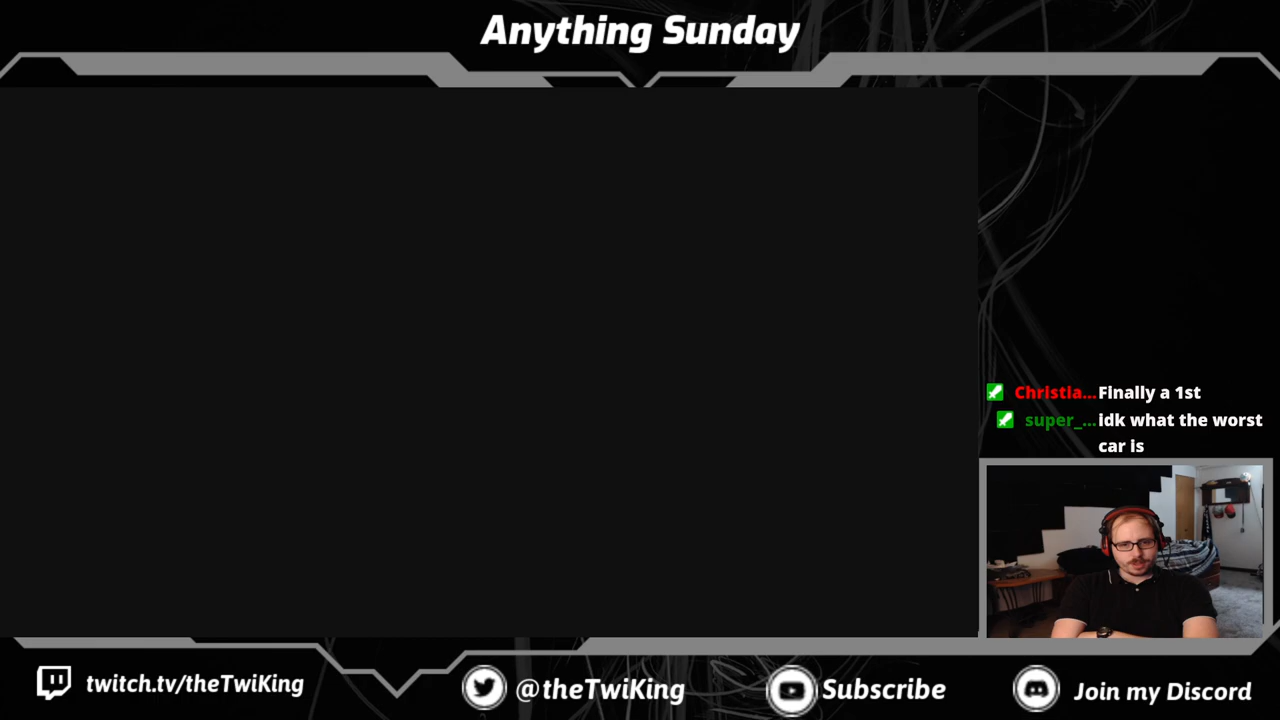 Anything Sunday
Christia... Finally a 1st
super_... idk what the worst
car is
twitch.tv/theTwiKing
@theTwiKing
Subscribe
Join my Discord